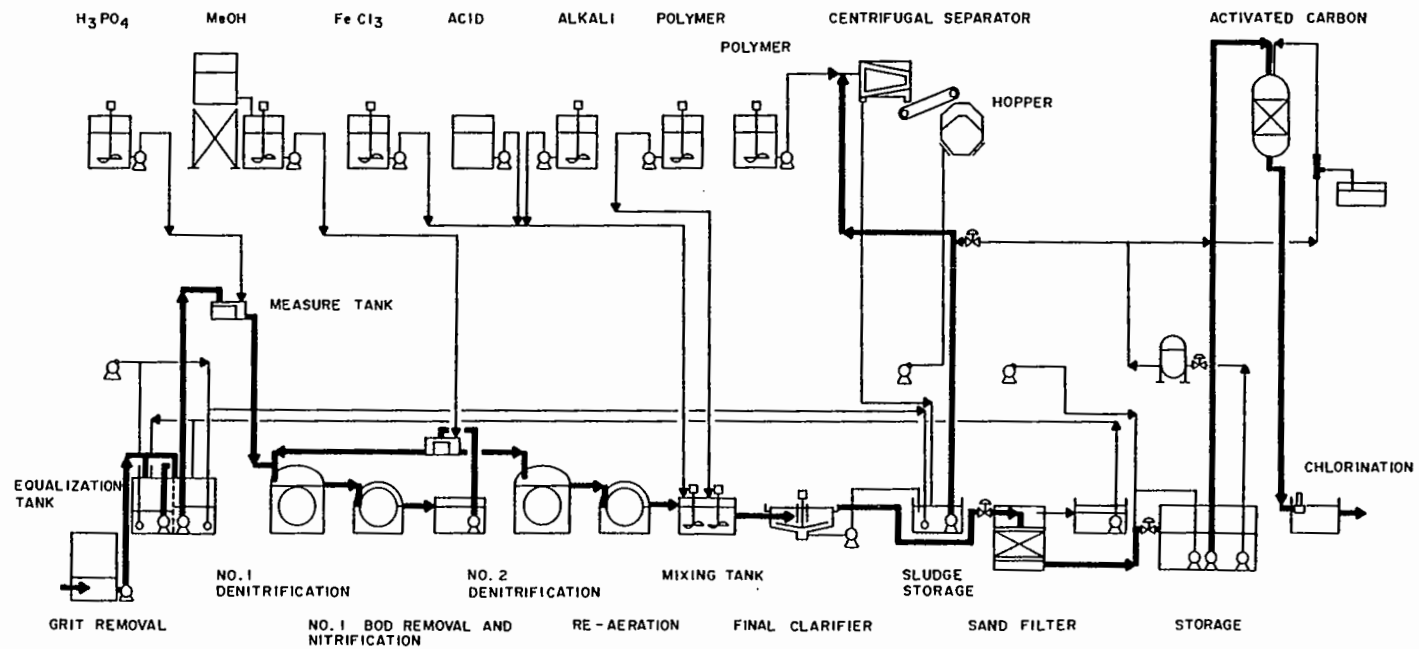 H3PO4
MeOH
FeCl3
ACID
ALKALI
POLYMER
CENTRIFUGAL SEPARATOR
ACTIVATED CARBON
POLYMER
HOPPER
MEASURE TANK
EQUALIZATION
TANK
CHLORINATION
NO.1
DENITRIFICATION
NO. 2
DENITRIFICATION
MIXING TANK
SLUDGE
STORAGE
GRIT REMOVAL
NO. 1 BOD REMOVAL AND
NITRIFICATION
RE-AERATION
FINAL CLARIFIER
SAND FILTER
STORAGE